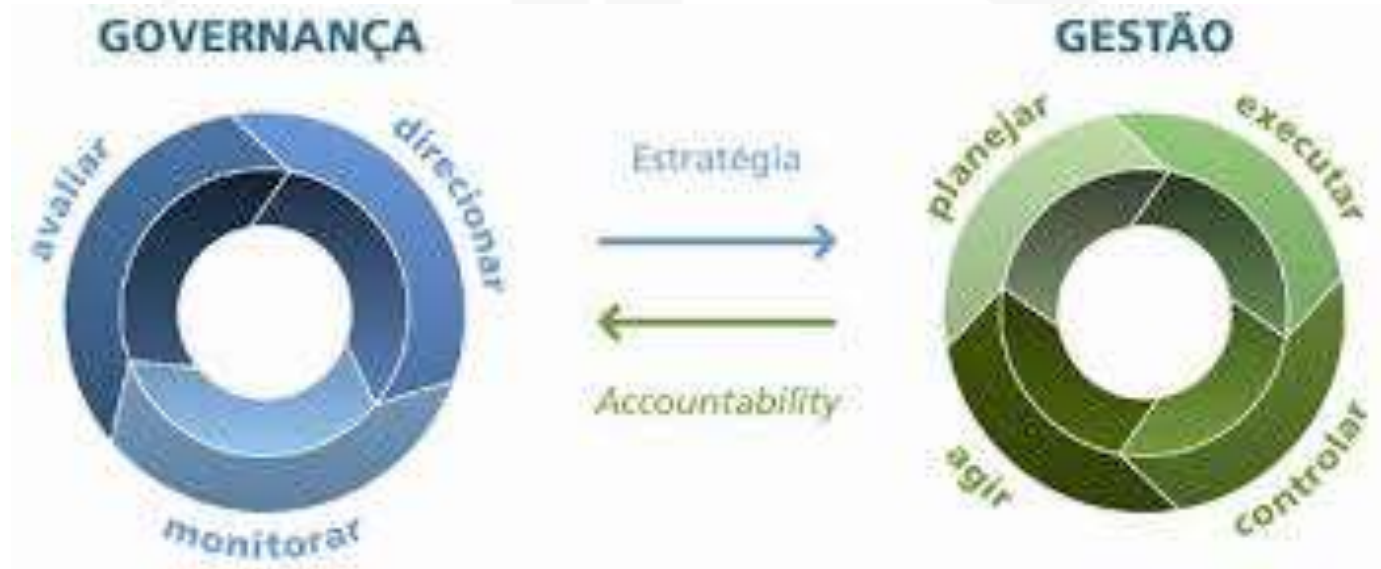 GOVERNANÇA
avaliar
direcionar
monitorar
Estratégia
Accountability
GESTÃO
planejar
executar
agir
controlar